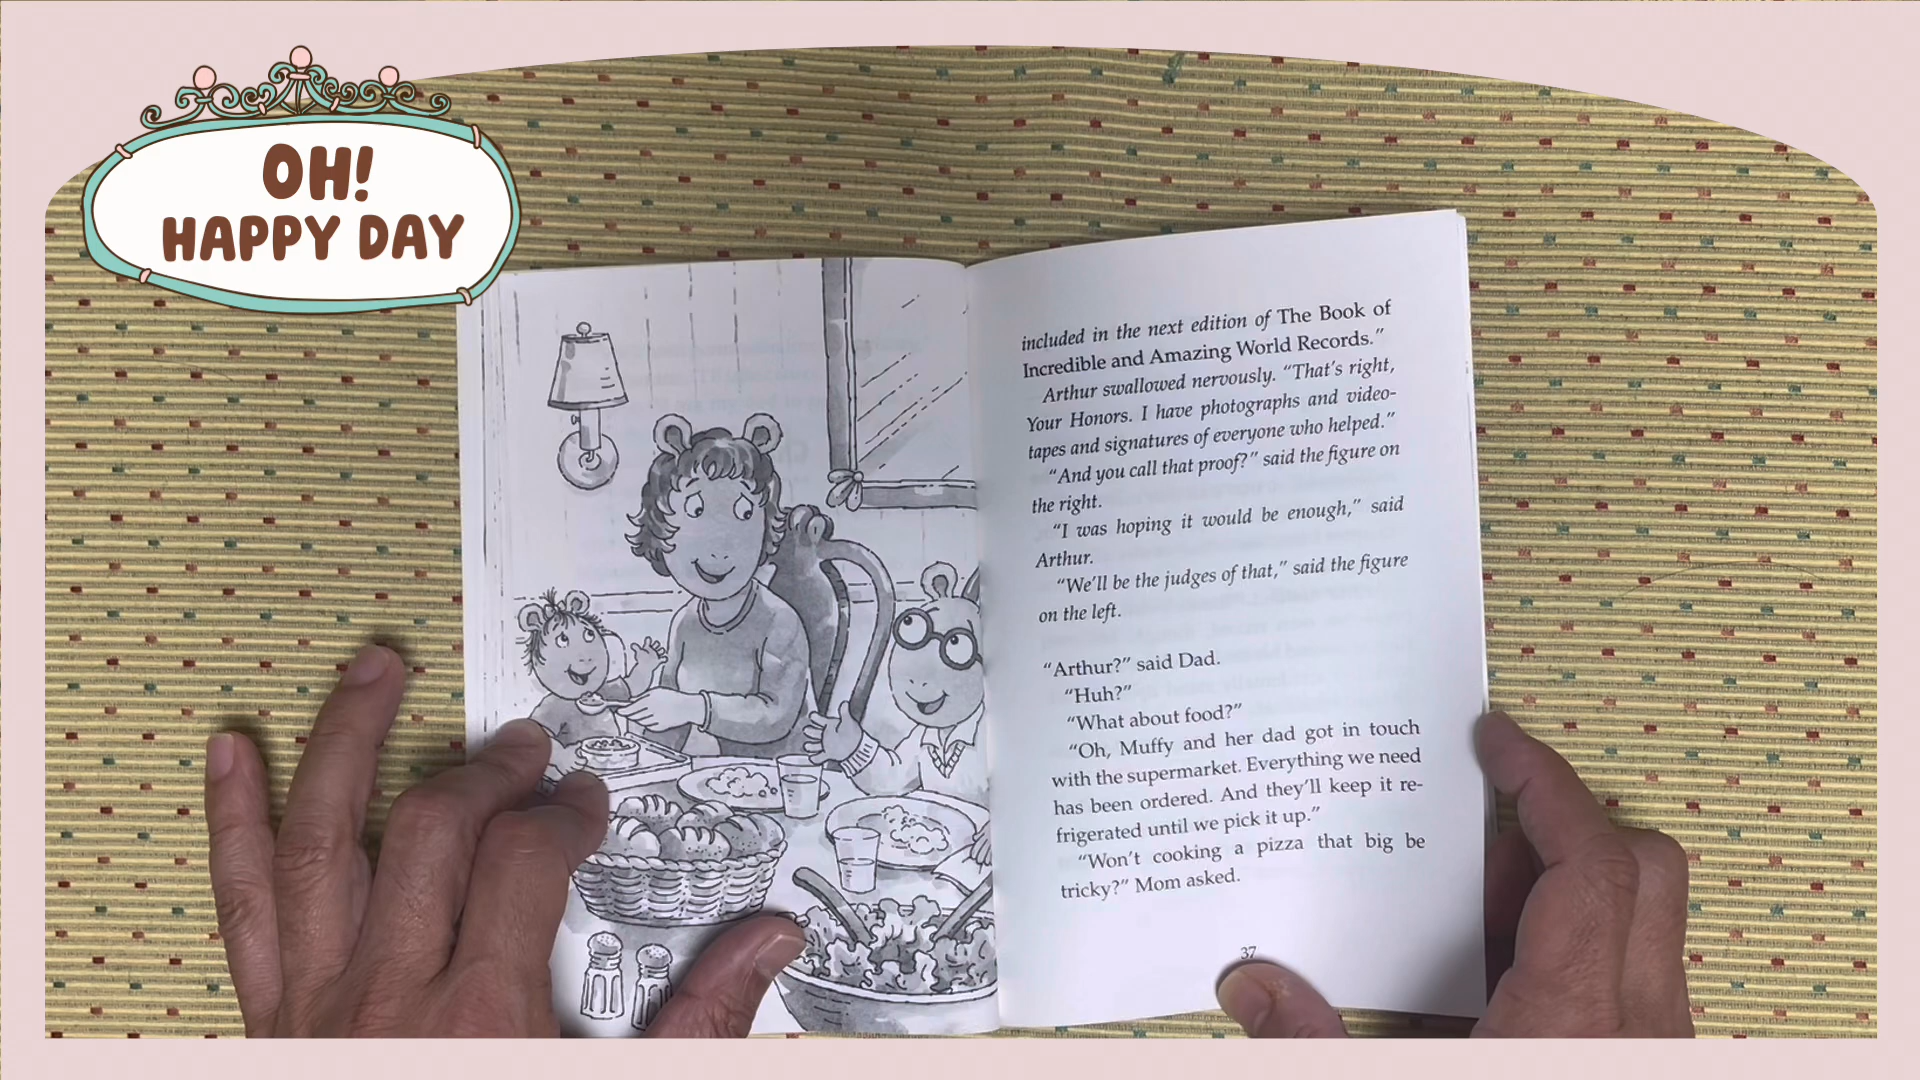 OH!
HAPPY DAY
included in the next edition of The Book of
Incredible and Amazing World Records.”
Arthur swallowed nervously. “That’s right,
Your Honors. I have photographs and video-
tapes and signatures of everyone who helped.”
“And you call that proof?” said the figure on
the right.
“I was hoping it would be enough,” said
Arthur.
“We’ll be the judges of that,” said the figure
on the left.
“Arthur?” said Dad.
“Huh?”
“What about food?”
“Oh, Muffy and her dad got in touch
with the supermarket. Everything we need
has been ordered. And they’ll keep it re-
frigerated until we pick it up.”
“Won’t cooking a pizza that big be
tricky?” Mom asked.
37